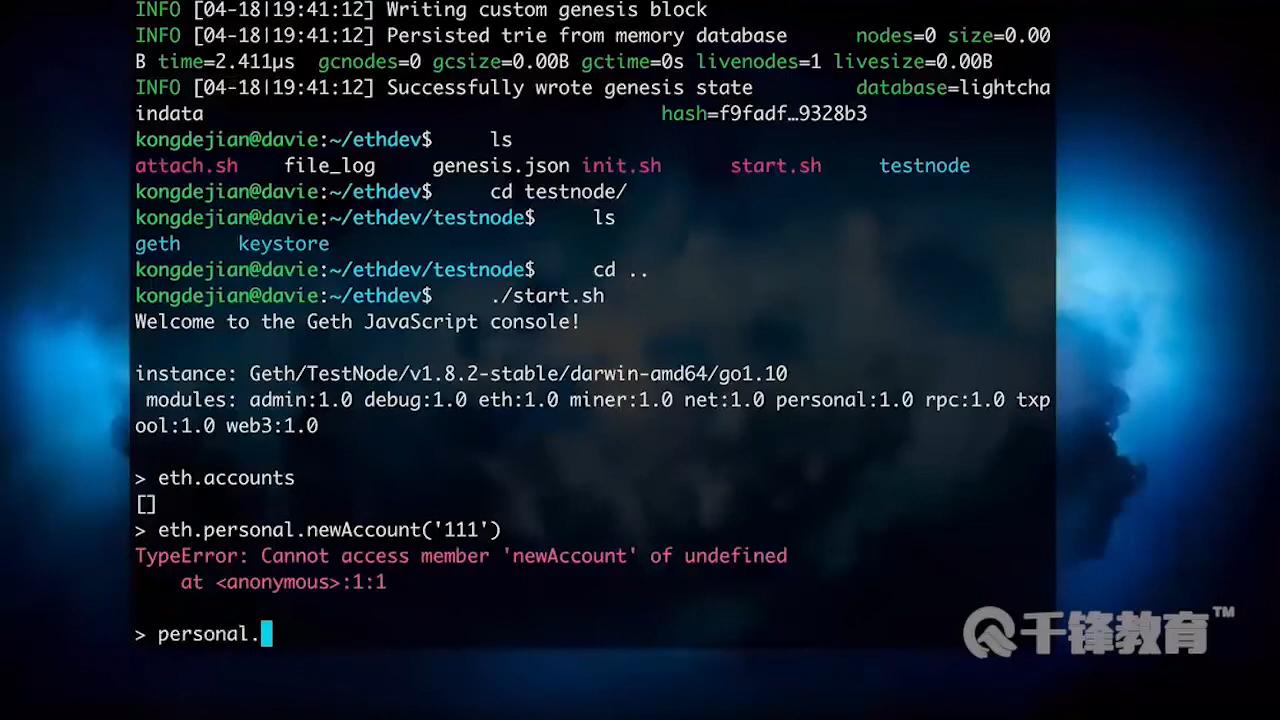 INFO [04-18|19:41:12] Writing custom genesis block
INFO [04-18|19:41:12] Persisted trie from memory database nodes=0 size=0.00
B time=2.411µs gcnodes=0 gcsize=0.00B gctime=0s livenodes=1 livesize=0.00B
INFO [04-18|19:41:12] Successfully wrote genesis state database=lightcha
indata hash=f9fadf…9328b3
kongdejian@davie:~/ethdev$ ls
attach.sh file_log genesis.json init.sh start.sh testnode
kongdejian@davie:~/ethdev$ cd testnode/
kongdejian@davie:~/ethdev/testnode$ ls
geth keystore
kongdejian@davie:~/ethdev/testnode$ cd ..
kongdejian@davie:~/ethdev$ ./start.sh
Welcome to the Geth JavaScript console!
instance: Geth/TestNode/v1.8.2-stable/darwin-amd64/go1.10
modules: admin:1.0 debug:1.0 eth:1.0 miner:1.0 net:1.0 personal:1.0 rpc:1.0 txp
ool:1.0 web3:1.0
> eth.accounts
[]
> eth.personal.newAccount('111')
TypeError: Cannot access member 'newAccount' of undefined
at <anonymous>:1:1
> personal.
千锋教育™